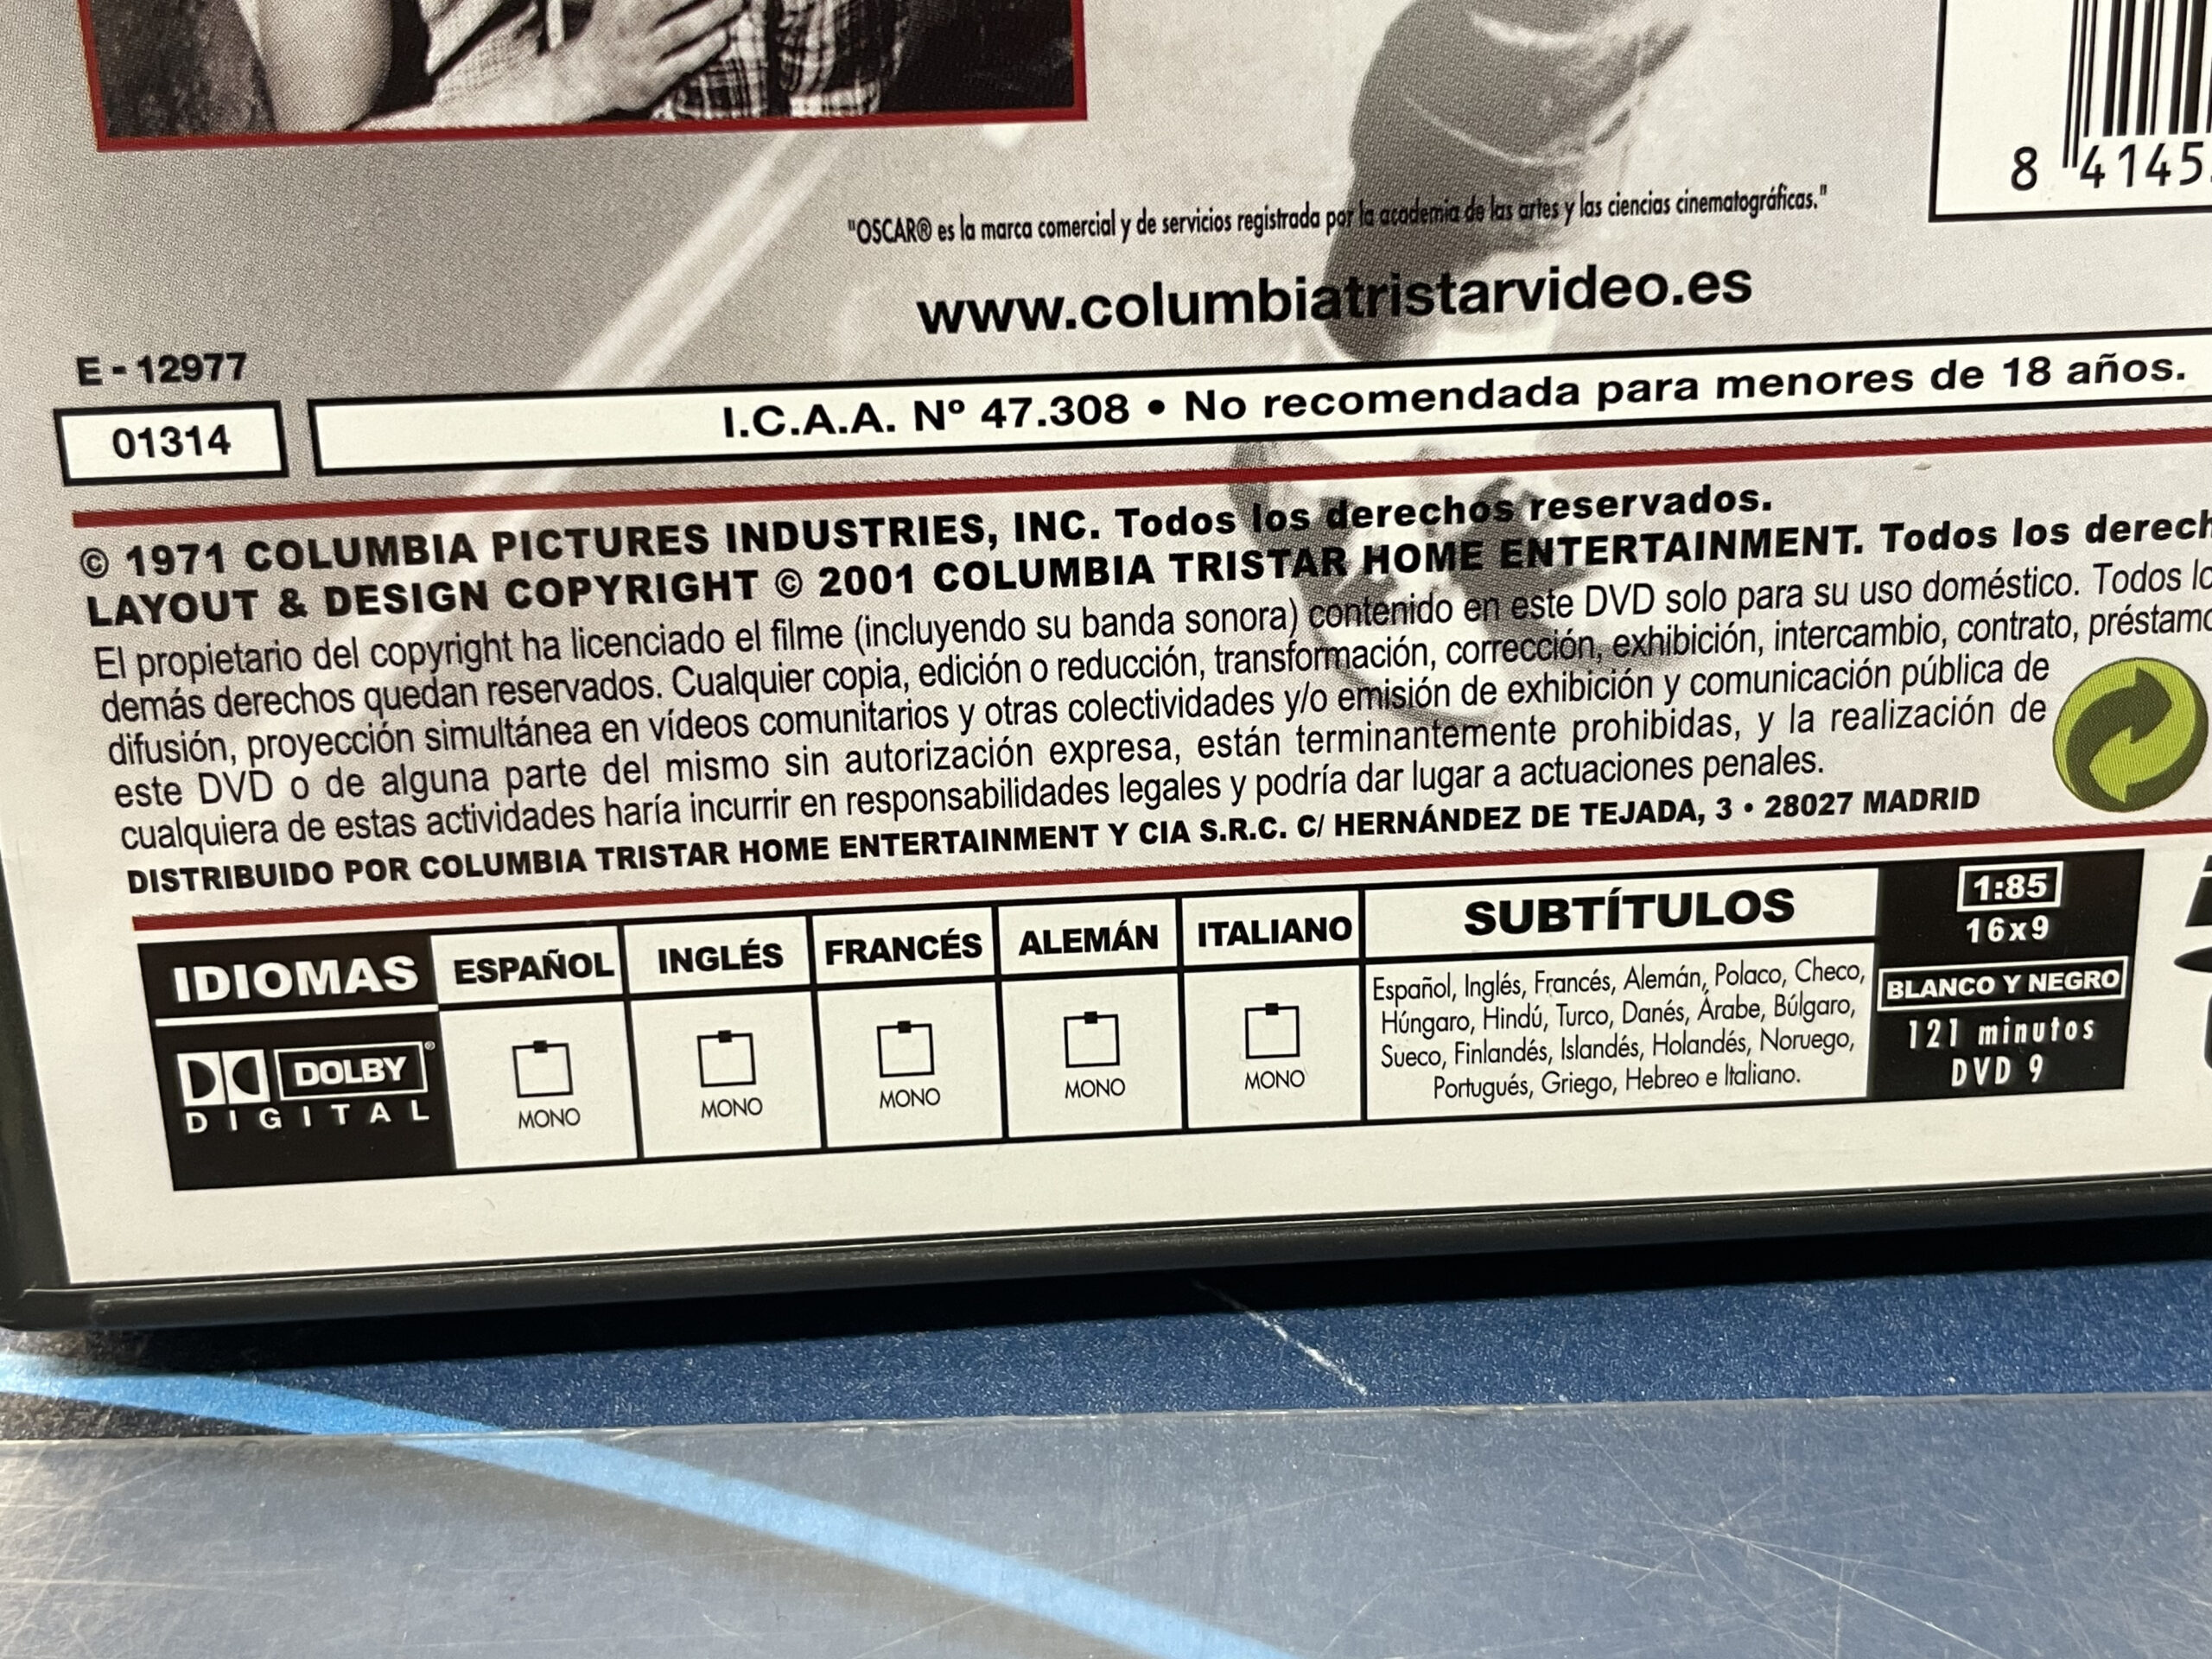 8 4145
"OSCAR® es la marca comercial y de servicios registrada por la academia de las artes y las ciencias cinematográficas."
www.columbiatristarvideo.es
E - 12977
01314
I.C.A.A. Nº 47.308 • No recomendada para menores de 18 años.
© 1971 COLUMBIA PICTURES INDUSTRIES, INC. Todos los derechos reservados.
LAYOUT & DESIGN COPYRIGHT © 2001 COLUMBIA TRISTAR HOME ENTERTAINMENT. Todos los derech
El propietario del copyright ha licenciado el filme (incluyendo su banda sonora) contenido en este DVD solo para su uso doméstico. Todos lo
demás derechos quedan reservados. Cualquier copia, edición o reducción, transformación, corrección, exhibición, intercambio, contrato, préstamo
difusión, proyección simultánea en vídeos comunitarios y otras colectividades y/o emisión de exhibición y comunicación pública de
este DVD o de alguna parte del mismo sin autorización expresa, están terminantemente prohibidas, y la realización de
cualquiera de estas actividades haría incurrir en responsabilidades legales y podría dar lugar a actuaciones penales.
DISTRIBUIDO POR COLUMBIA TRISTAR HOME ENTERTAINMENT Y CIA S.R.C. C/ HERNÁNDEZ DE TEJADA, 3 • 28027 MADRID
IDIOMAS ESPAÑOL INGLÉS FRANCÉS ALEMÁN ITALIANO SUBTÍTULOS
DOLBY®
DIGITAL
MONO MONO MONO MONO MONO
Español, Inglés, Francés, Alemán, Polaco, Checo,
Húngaro, Hindú, Turco, Danés, Árabe, Búlgaro,
Sueco, Finlandés, Islandés, Holandés, Noruego,
Portugués, Griego, Hebreo e Italiano.
1:85
16x9
BLANCO Y NEGRO
121 minutos
DVD 9